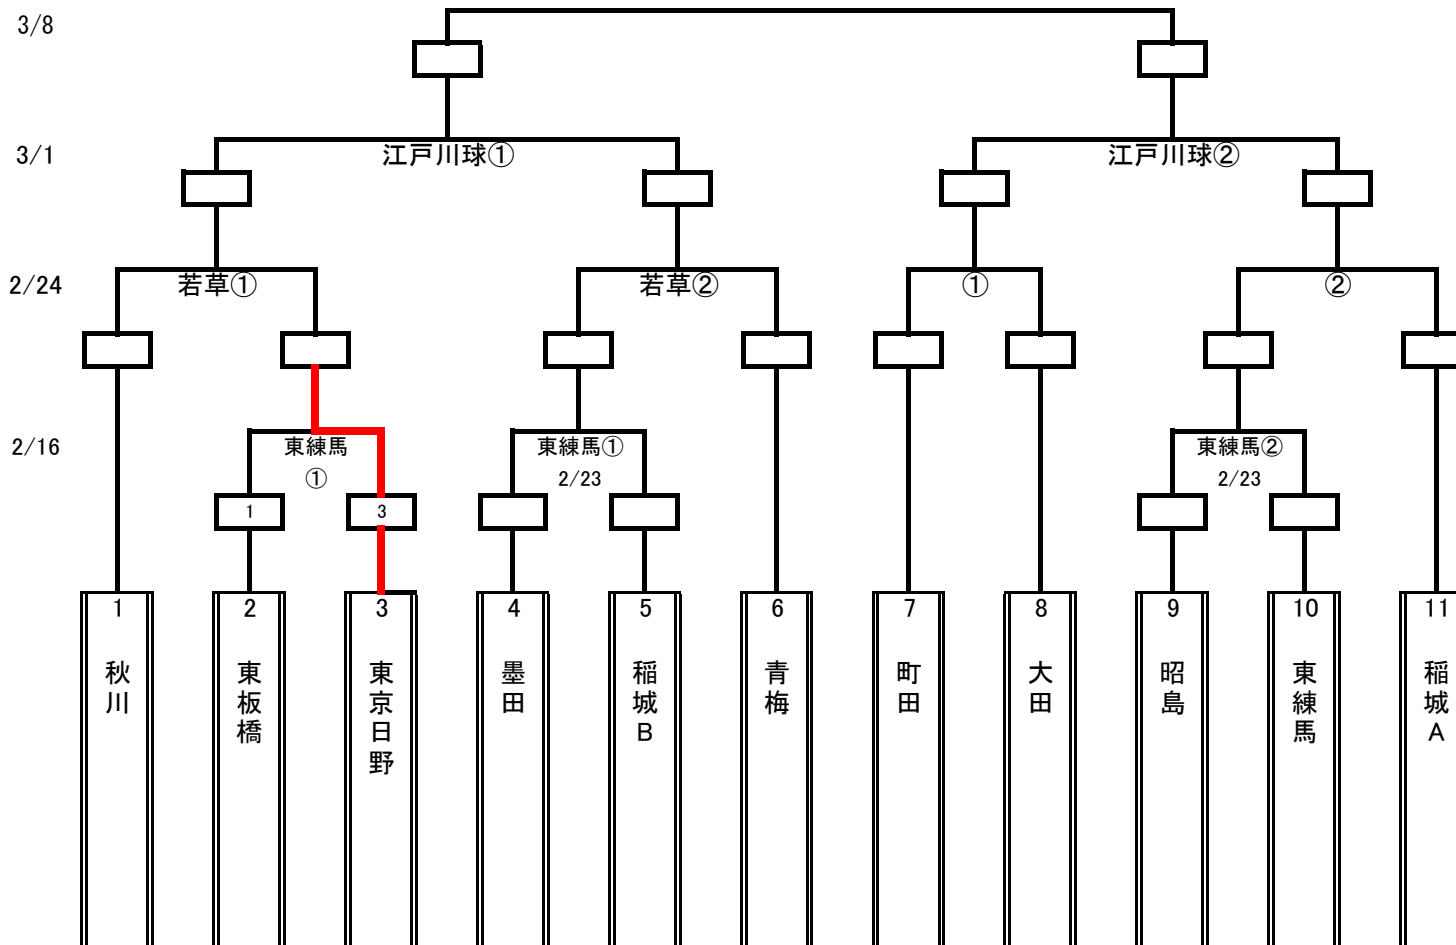 3/8
3/1
江戸川球①
江戸川球②
2/24
若草①
若草②
①
②
2/16
東練馬
①
東練馬①
2/23
東練馬②
2/23
1
3
1
2
3
4
5
6
7
8
9
10
11
秋川
東板橋
東京日野
墨田
稲城B
青梅
町田
大田
昭島
東練馬
稲城A